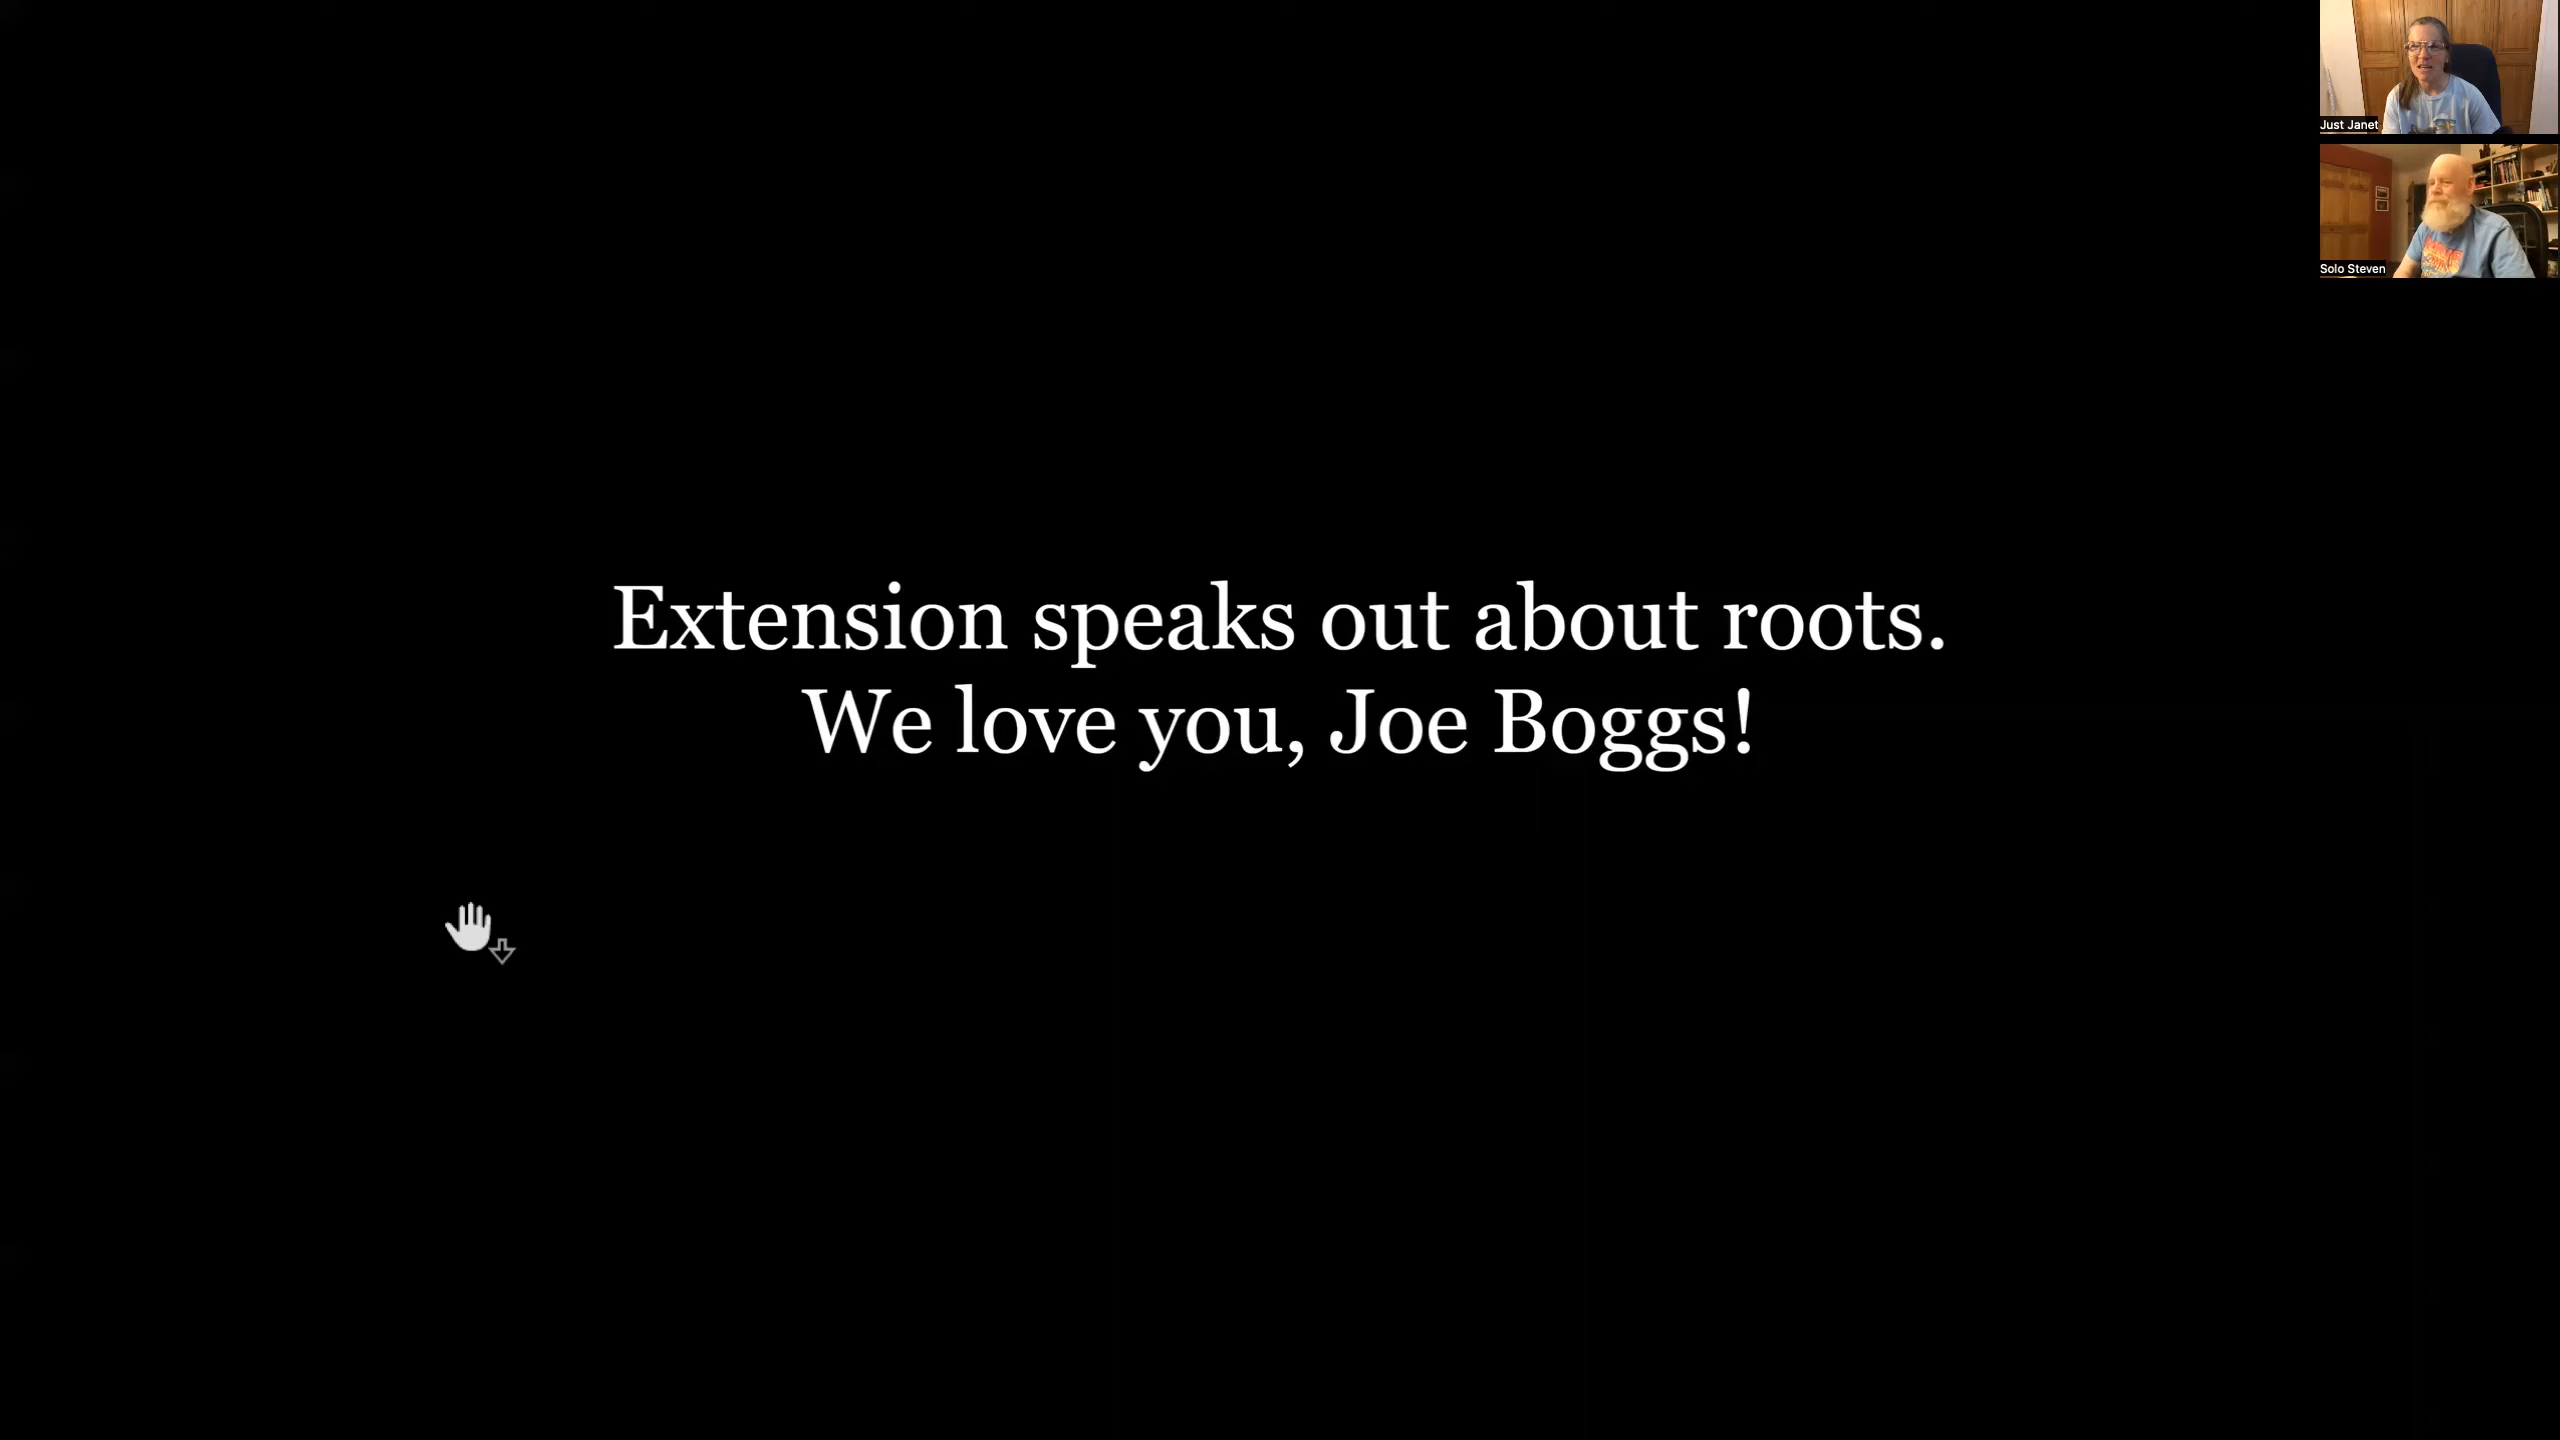 Just Janet
Solo Steven
Extension speaks out about roots.
We love you, Joe Boggs!